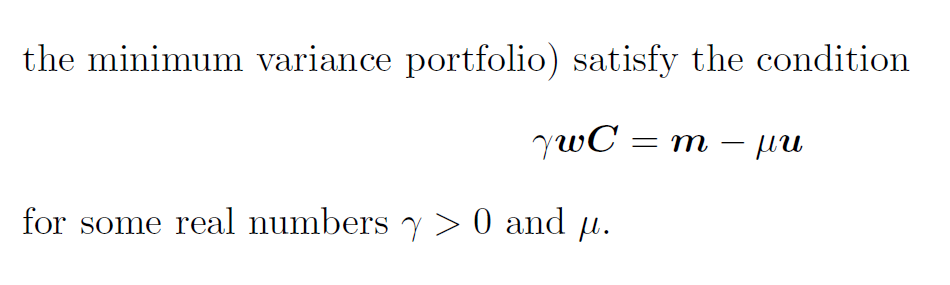 the minimum variance portfolio) satisfy the condition
γwC = m − μu
for some real numbers γ > 0 and μ.